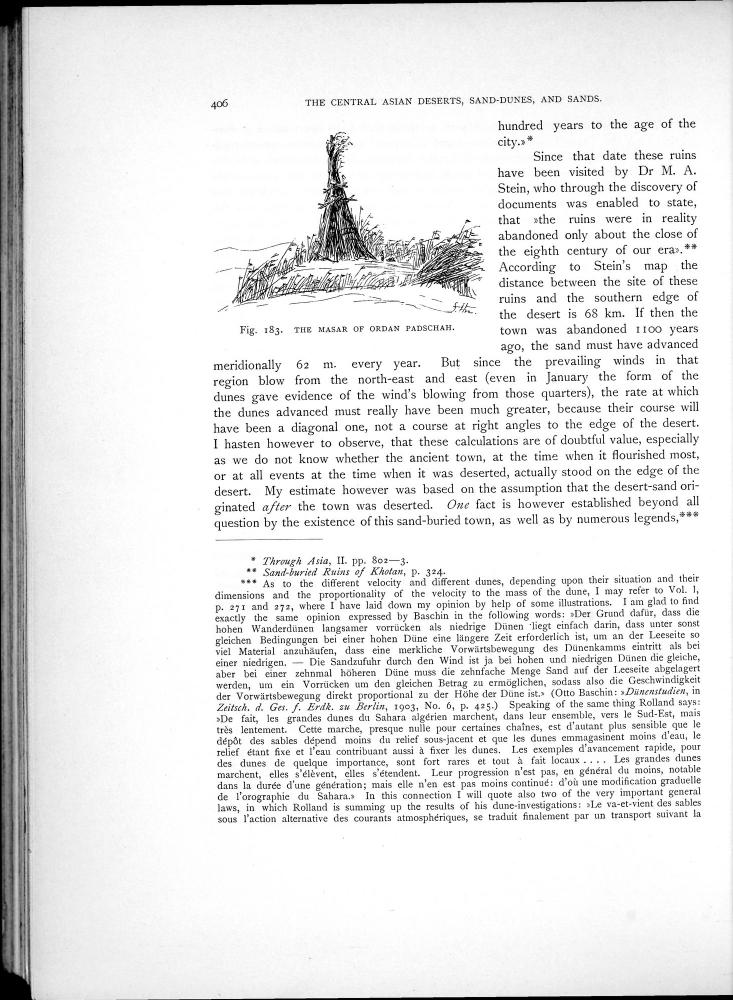 406
THE CENTRAL ASIAN DESERTS, SAND-DUNES, AND SANDS.
Fig. 183. THE MASAR OF ORDAN PADSCHAH.
hundred years to the age of the
city.»*
Since that date these ruins
have been visited by Dr M. A.
Stein, who through the discovery of
documents was enabled to state,
that »the ruins were in reality
abandoned only about the close of
the eighth century of our era».**
According to Stein's map the
distance between the site of these
ruins and the southern edge of
the desert is 68 km. If then the
town was abandoned 1100 years
ago, the sand must have advanced
meridionally 62 m. every year. But since the prevailing winds in that
region blow from the north-east and east (even in January the form of the
dunes gave evidence of the wind's blowing from those quarters), the rate at which
the dunes advanced must really have been much greater, because their course will
have been a diagonal one, not a course at right angles to the edge of the desert.
I hasten however to observe, that these calculations are of doubtful value, especially
as we do not know whether the ancient town, at the time when it flourished most,
or at all events at the time when it was deserted, actually stood on the edge of the
desert. My estimate however was based on the assumption that the desert-sand ori-
ginated after the town was deserted. One fact is however established beyond all
question by the existence of this sand-buried town, as well as by numerous legends,***
* Through Asia, II. pp. 802—3.
** Sand-buried Ruins of Khotan, p. 324.
*** As to the different velocity and different dunes, depending upon their situation and their
dimensions and the proportionality of the velocity to the mass of the dune, I may refer to Vol. I,
p. 271 and 272, where I have laid down my opinion by help of some illustrations. I am glad to find
exactly the same opinion expressed by Baschin in the following words: »Der Grund dafür, dass die
hohen Wanderdünen langsamer vorrücken als niedrige Dünen liegt einfach darin, dass unter sonst
gleichen Bedingungen bei einer hohen Düne eine längere Zeit erforderlich ist, um an der Leeseite so
viel Material anzuhäufen, dass eine merkliche Vorwärtsbewegung des Dünenkamms eintritt als bei
einer niedrigen. — Die Sandzufuhr durch den Wind ist ja bei hohen und niedrigen Dünen die gleiche,
aber bei einer zehnmal höheren Düne muss die zehnfache Menge Sand auf der Leeseite abgelagert
werden, um ein Vorrücken um den gleichen Betrag zu ermöglichen, sodass also die Geschwindigkeit
der Vorwärtsbewegung direkt proportional zu der Höhe der Düne ist.» (Otto Baschin: »Dünenstudien, in
Zeitsch. d. Ges. f. Erdk. zu Berlin, 1903, No. 6, p. 425.) Speaking of the same thing Rolland says:
»De fait, les grandes dunes du Sahara algérien marchent, dans leur ensemble, vers le Sud-Est, mais
très lentement. Cette marche, presque nulle pour certaines chaînes, est d'autant plus sensible que le
dépôt des sables dépend moins du relief sous-jacent et que les dunes emmagasinent moins d'eau, le
relief étant fixe et l'eau contribuant aussi à fixer les dunes. Les exemples d'avancement rapide, pour
des dunes de quelque importance, sont fort rares et tout à fait locaux . . . . Les grandes dunes
marchent, elles s'élèvent, elles s'étendent. Leur progression n'est pas, en général du moins, notable
dans la durée d'une génération; mais elle n'en est pas moins continué: d'où une modification graduelle
de l'orographie du Sahara.» In this connection I will quote also two of the very important general
laws, in which Rolland is summing up the results of his dune-investigations: »Le va-et-vient des sables
sous l'action alternative des courants atmosphériques, se traduit finalement par un transport suivant la